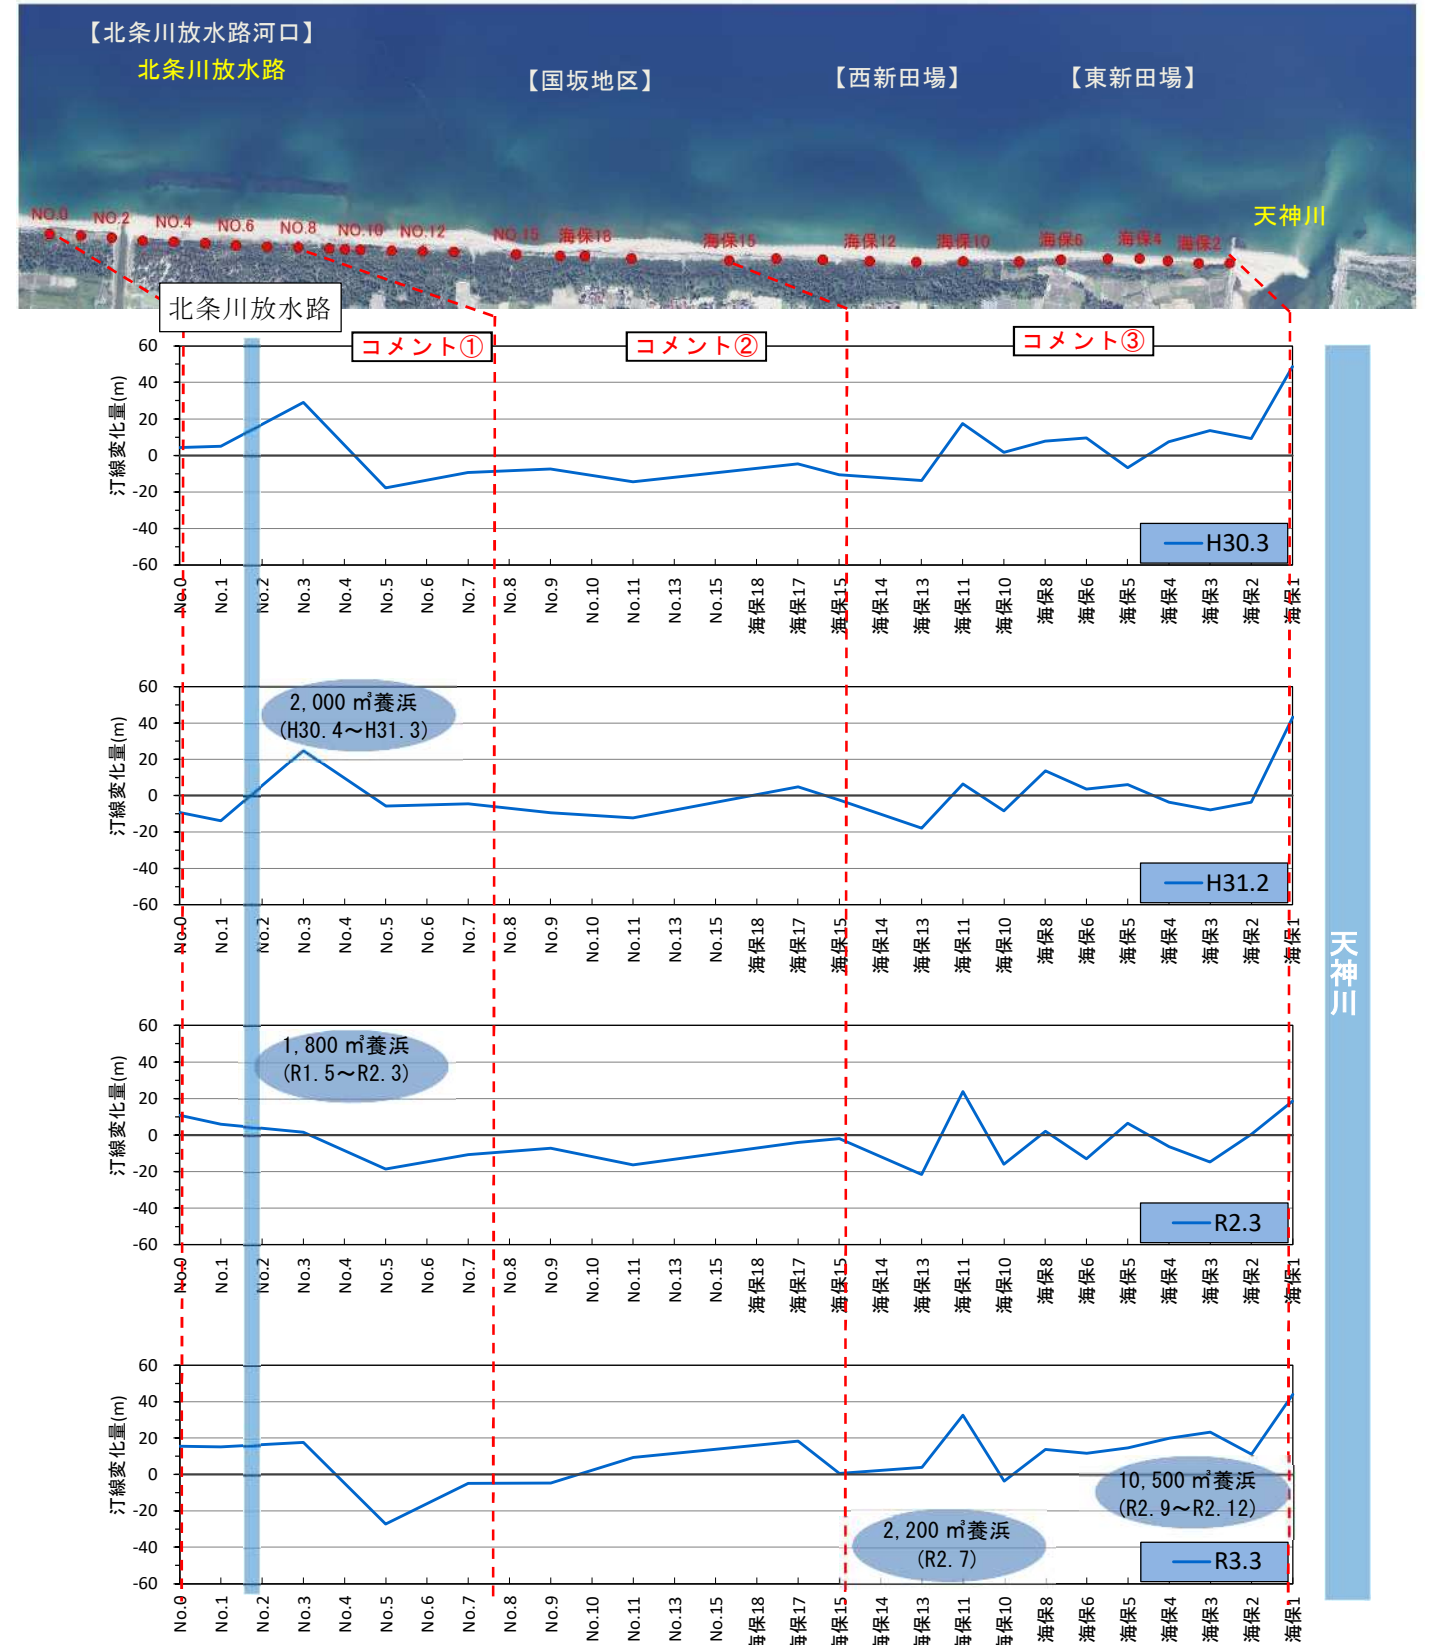 【北条川放水路河口】
北条川放水路
【国坂地区】
【西新田場】
【東新田場】
天神川
NO.0 NO.2 NO.4 NO.6 NO.8 NO.10 NO.12 NO.15 海保18 海保15 海保12 海保10 海保6 海保4 海保2
北条川放水路
コメント① コメント② コメント③
汀線変化量(m)
60
40
20
0
-20
-40
-60
H30.3
No.0 No.1 No.2 No.3 No.4 No.5 No.6 No.7 No.8 No.9 No.10 No.11 No.13 No.15 海保18 海保17 海保15 海保14 海保13 海保11 海保10 海保8 海保6 海保5 海保4 海保3 海保2 海保1
汀線変化量(m)
60
40
20
0
-20
-40
-60
2,000 ㎥養浜
(H30.4～H31.3)
H31.2
No.0 No.1 No.2 No.3 No.4 No.5 No.6 No.7 No.8 No.9 No.10 No.11 No.13 No.15 海保18 海保17 海保15 海保14 海保13 海保11 海保10 海保8 海保6 海保5 海保4 海保3 海保2 海保1
天神川
汀線変化量(m)
60
40
20
0
-20
-40
-60
1,800 ㎥養浜
(R1.5～R2.3)
R2.3
No.0 No.1 No.2 No.3 No.4 No.5 No.6 No.7 No.8 No.9 No.10 No.11 No.13 No.15 海保18 海保17 海保15 海保14 海保13 海保11 海保10 海保8 海保6 海保5 海保4 海保3 海保2 海保1
汀線変化量(m)
60
40
20
0
-20
-40
-60
10,500 ㎥養浜
(R2.9～R2.12)
2,200 ㎥養浜
(R2.7)
R3.3
No.0 No.1 No.2 No.3 No.4 No.5 No.6 No.7 No.8 No.9 No.10 No.11 No.13 No.15 海保18 海保17 海保15 海保14 海保13 海保11 海保10 海保8 海保6 海保5 海保4 海保3 海保2 海保1